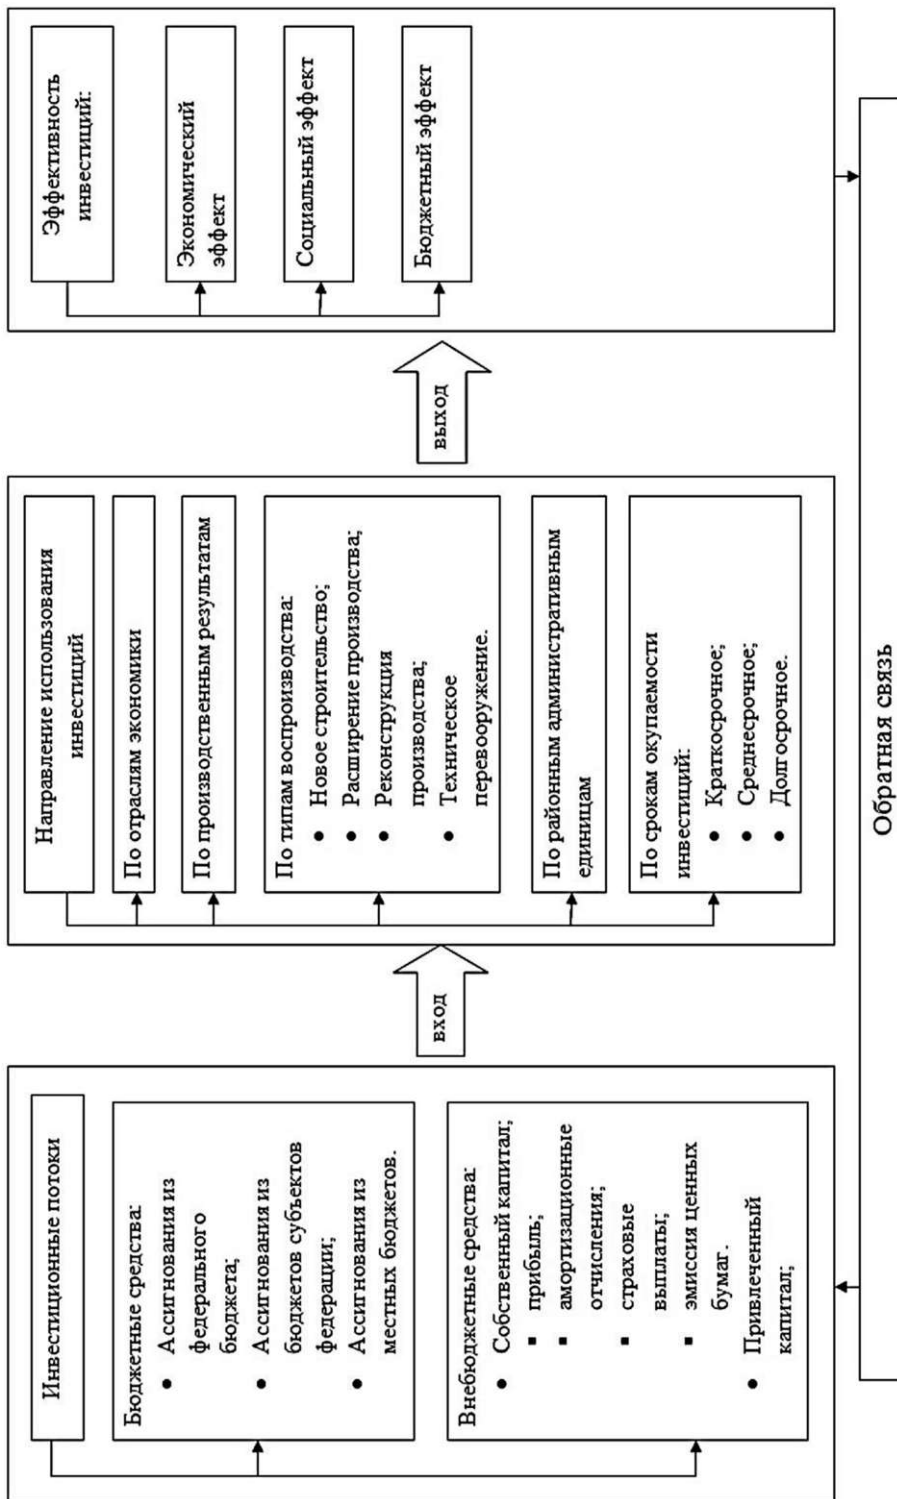 Инвестиционные потоки
Бюджетные средства:
● Ассигнования из
федерального
бюджета;
● Ассигнования из
бюджетов субъектов
федерации;
● Ассигнования из
местных бюджетов.
Внебюджетные средства:
● Собственный капитал;
▪ прибыль;
▪ амортизационные
отчисления;
▪ страховые
выплаты;
▪ эмиссия ценных
бумаг.
● Привлеченный
капитал;
вход
Направление использования
инвестиций
По отраслям экономики
По производственным результатам
По типам воспроизводства:
● Новое строительство;
● Расширение производства;
● Реконструкция
производства;
● Техническое
перевооружение.
По районным административным
единицам
По срокам окупаемости
инвестиций:
● Краткосрочное;
● Среднесрочное;
● Долгосрочное.
выход
Эффективность
инвестиций:
Экономический
эффект
Социальный эффект
Бюджетный эффект
Обратная связь